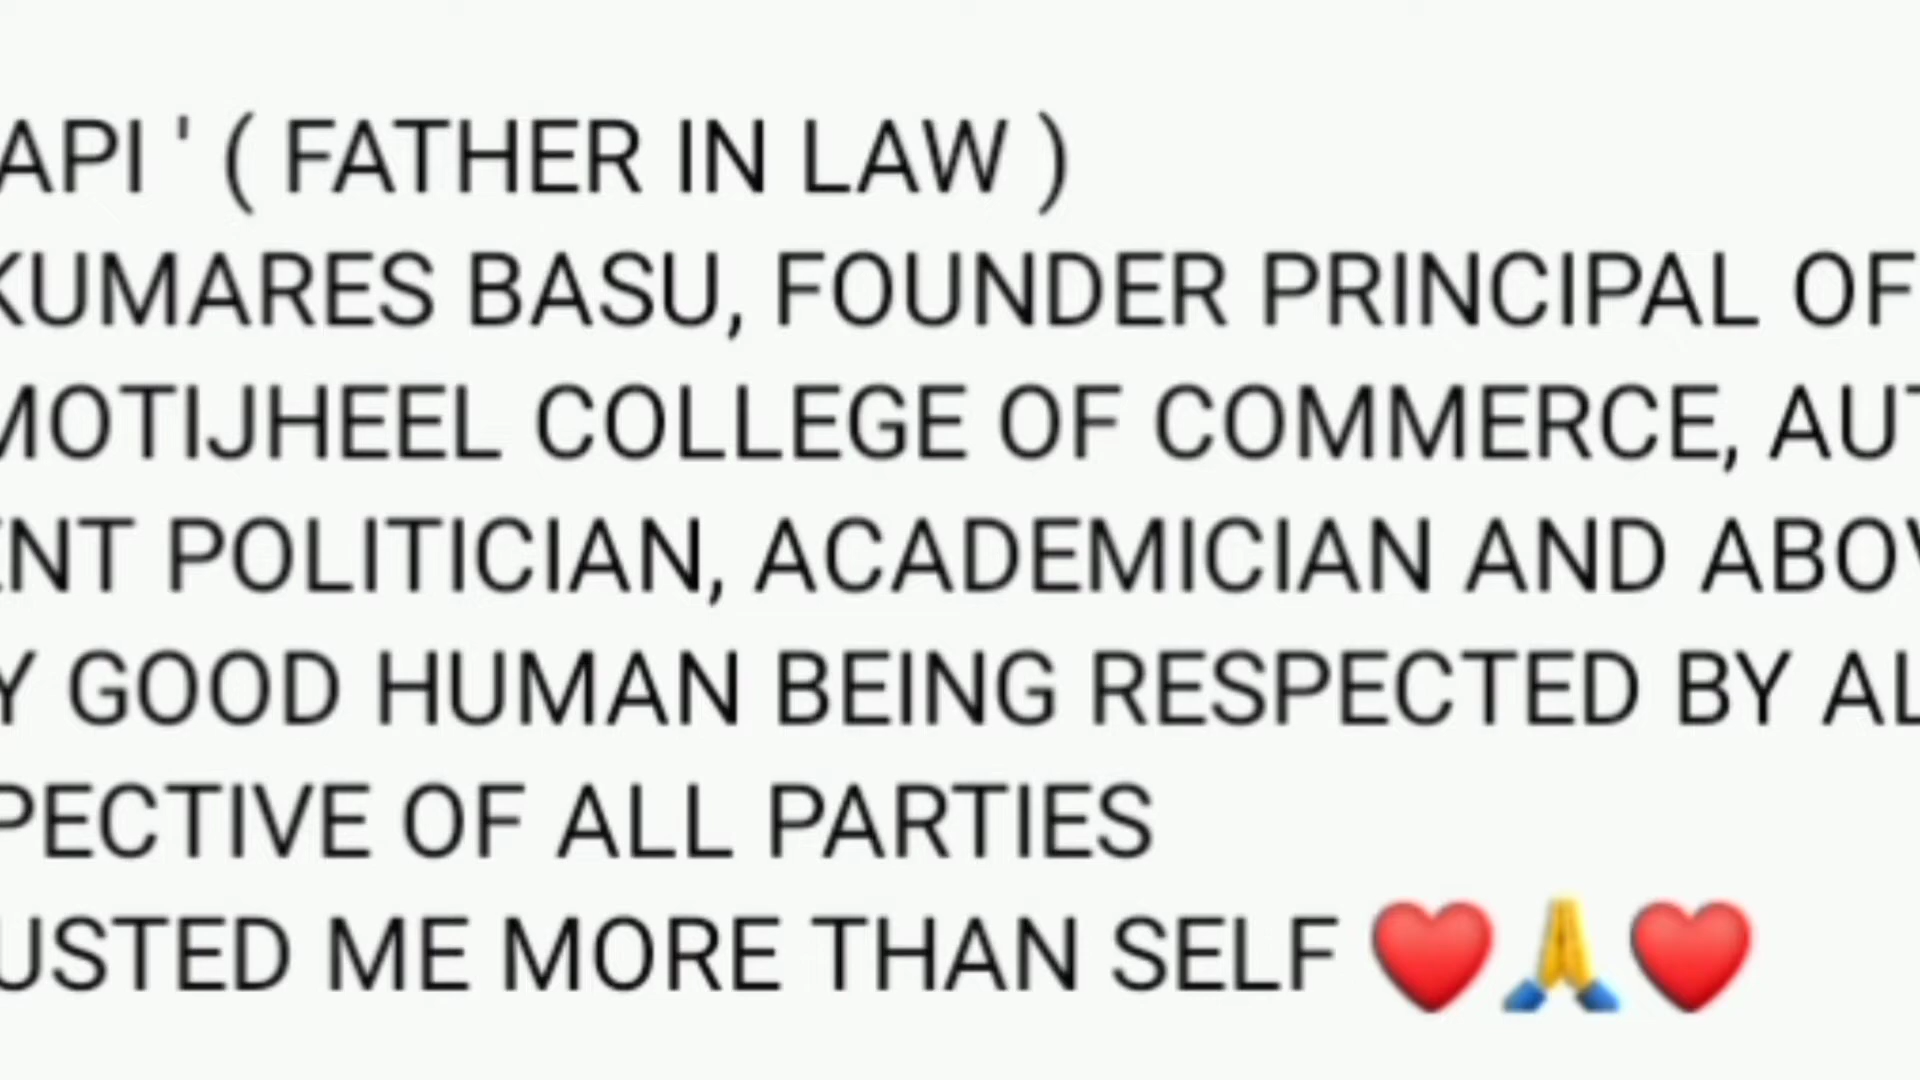 API ' ( FATHER IN LAW )
KUMARES BASU, FOUNDER PRINCIPAL OF
MOTIJHEEL COLLEGE OF COMMERCE, AUT
ENT POLITICIAN, ACADEMICIAN AND ABOV
Y GOOD HUMAN BEING RESPECTED BY AL
PECTIVE OF ALL PARTIES
USTED ME MORE THAN SELF ❤️🙏❤️